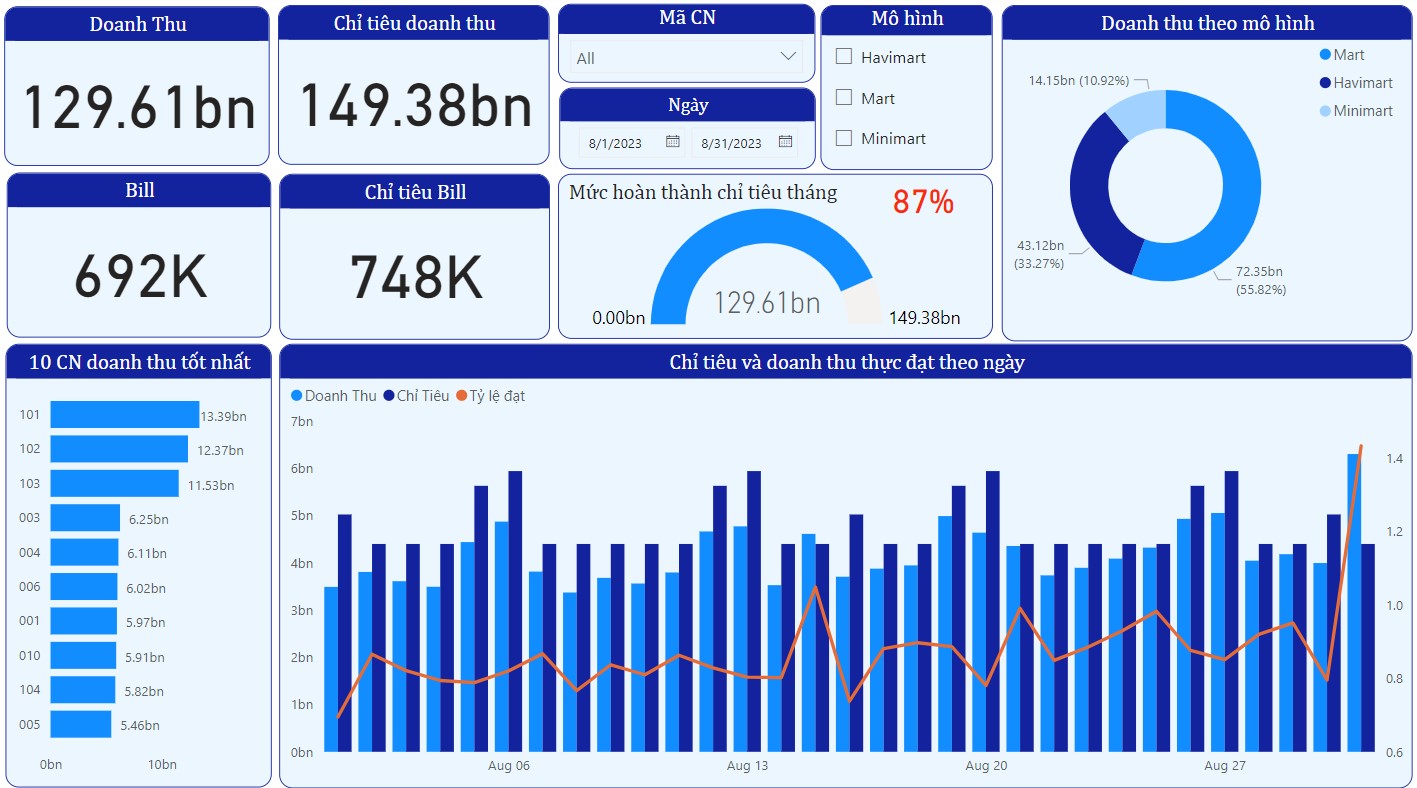 Doanh Thu
129.61bn
Chỉ tiêu doanh thu
149.38bn
Mã CN
All
Ngày
8/1/2023
8/31/2023
Mô hình
Havimart
Mart
Minimart
Doanh thu theo mô hình
Mart
Havimart
Minimart
14.15bn (10.92%)
43.12bn
(33.27%)
72.35bn
(55.82%)
Bill
692K
Chỉ tiêu Bill
748K
Mức hoàn thành chỉ tiêu tháng
87%
129.61bn
0.00bn
149.38bn
10 CN doanh thu tốt nhất
101
13.39bn
102
12.37bn
103
11.53bn
003
6.25bn
004
6.11bn
006
6.02bn
001
5.97bn
010
5.91bn
104
5.82bn
005
5.46bn
0bn
10bn
Chỉ tiêu và doanh thu thực đạt theo ngày
Doanh Thu
Chỉ Tiêu
Tỷ lệ đạt
7bn
6bn
5bn
4bn
3bn
2bn
1bn
0bn
1.4
1.2
1.0
0.8
0.6
Aug 06
Aug 13
Aug 20
Aug 27